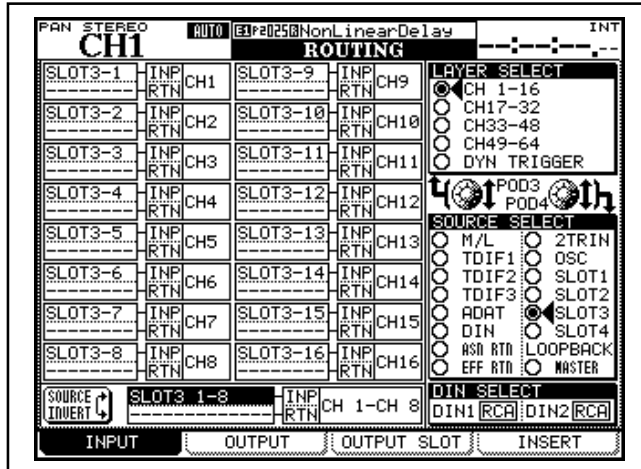 PAN STEREO AUTO E1P2025 NonLinearDelay INT
CH1 ROUTING --:--:--.--
SLOT3-1 INP CH1 SLOT3-9 INP CH9
--------- RTN --------- RTN
SLOT3-2 INP CH2 SLOT3-10 INP CH10
--------- RTN --------- RTN
SLOT3-3 INP CH3 SLOT3-11 INP CH11
--------- RTN --------- RTN
SLOT3-4 INP CH4 SLOT3-12 INP CH12
--------- RTN --------- RTN
SLOT3-5 INP CH5 SLOT3-13 INP CH13
--------- RTN --------- RTN
SLOT3-6 INP CH6 SLOT3-14 INP CH14
--------- RTN --------- RTN
SLOT3-7 INP CH7 SLOT3-15 INP CH15
--------- RTN --------- RTN
SLOT3-8 INP CH8 SLOT3-16 INP CH16
--------- RTN --------- RTN
LAYER SELECT
CH 1-16
CH17-32
CH33-48
CH49-64
DYN TRIGGER
POD3
POD4
SOURCE SELECT
M/L 2TRIN
TDIF1 OSC
TDIF2 SLOT1
TDIF3 SLOT2
ADAT SLOT3
DIN SLOT4
ASN RTN LOOPBACK
EFF RTN MASTER
SOURCE INVERT SLOT3 1-8 INP CH 1-CH 8
--------- RTN
DIN SELECT
DIN1 RCA DIN2 RCA
INPUT OUTPUT OUTPUT SLOT INSERT